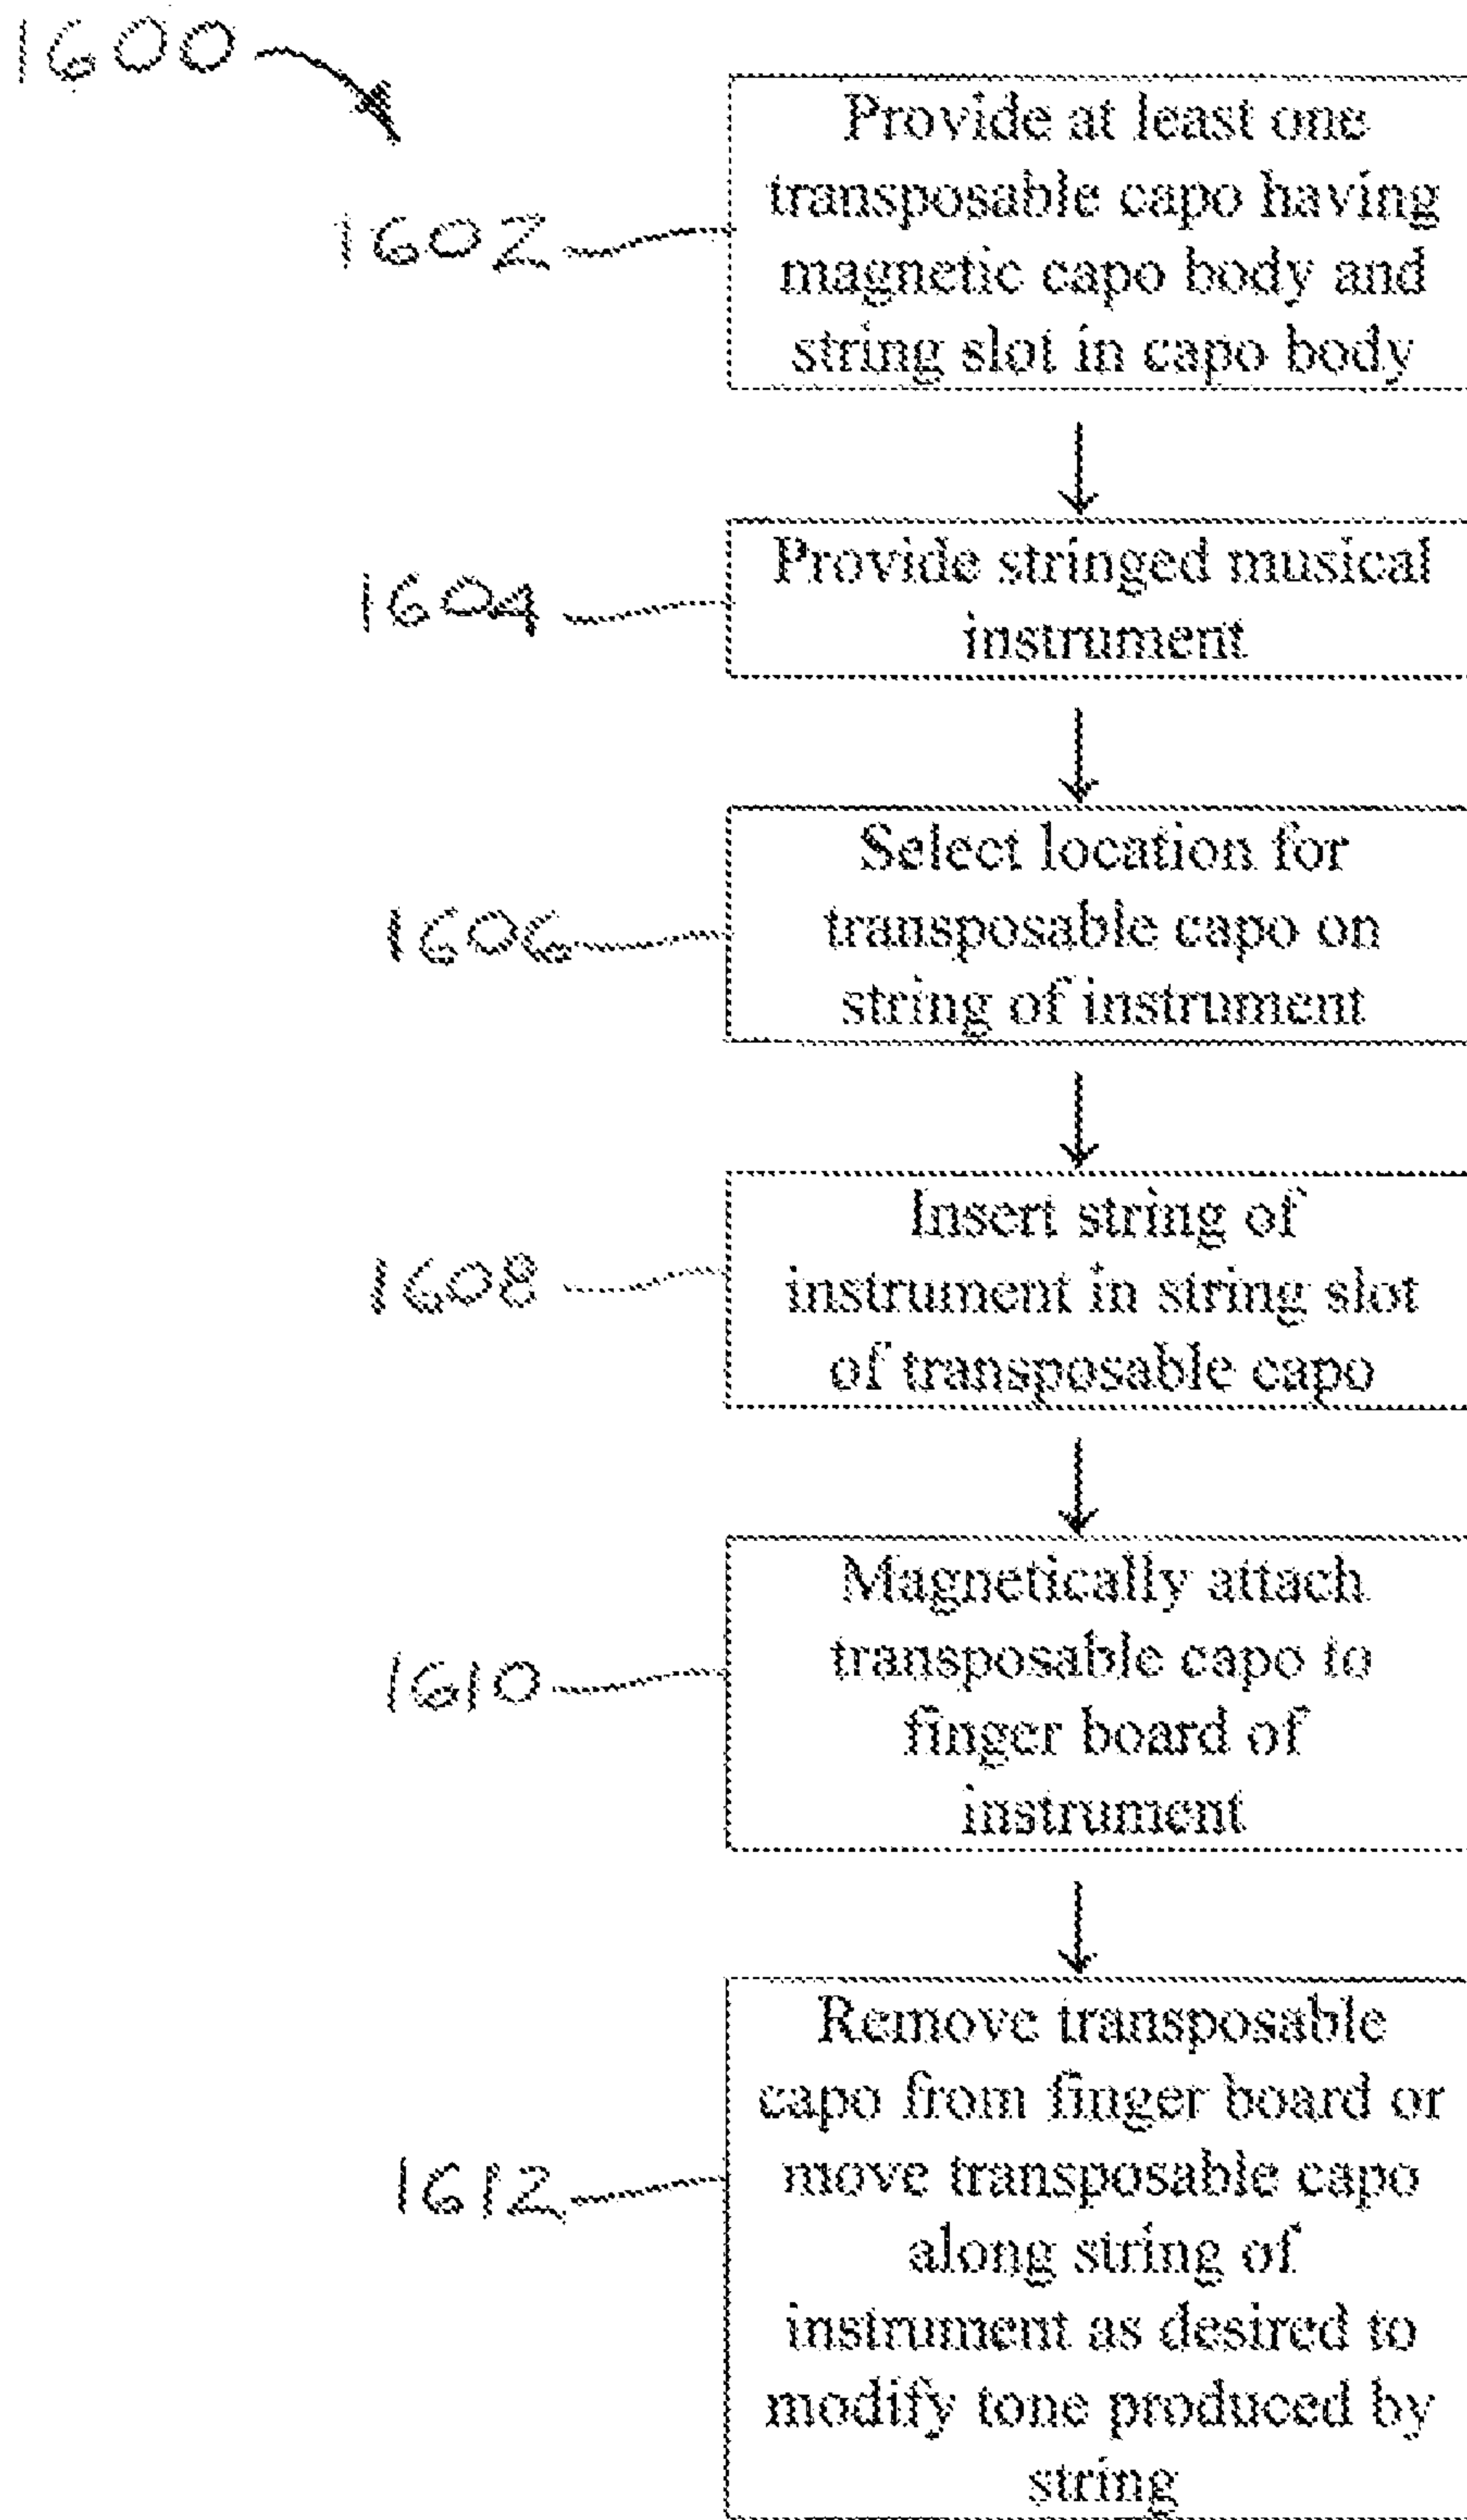 1600
1602
Provide at least one
transposable capo having
magnetic capo body and
string slot in capo body
1604
Provide stringed musical
instrument
1606
Select location for
transposable capo on
string of instrument
1608
Insert string of
instrument in string slot
of transposable capo
1610
Magnetically attach
transposable capo to
finger board of
instrument
1612
Remove transposable
capo from finger board or
move transposable capo
along string of
instrument as desired to
modify tone produced by
string